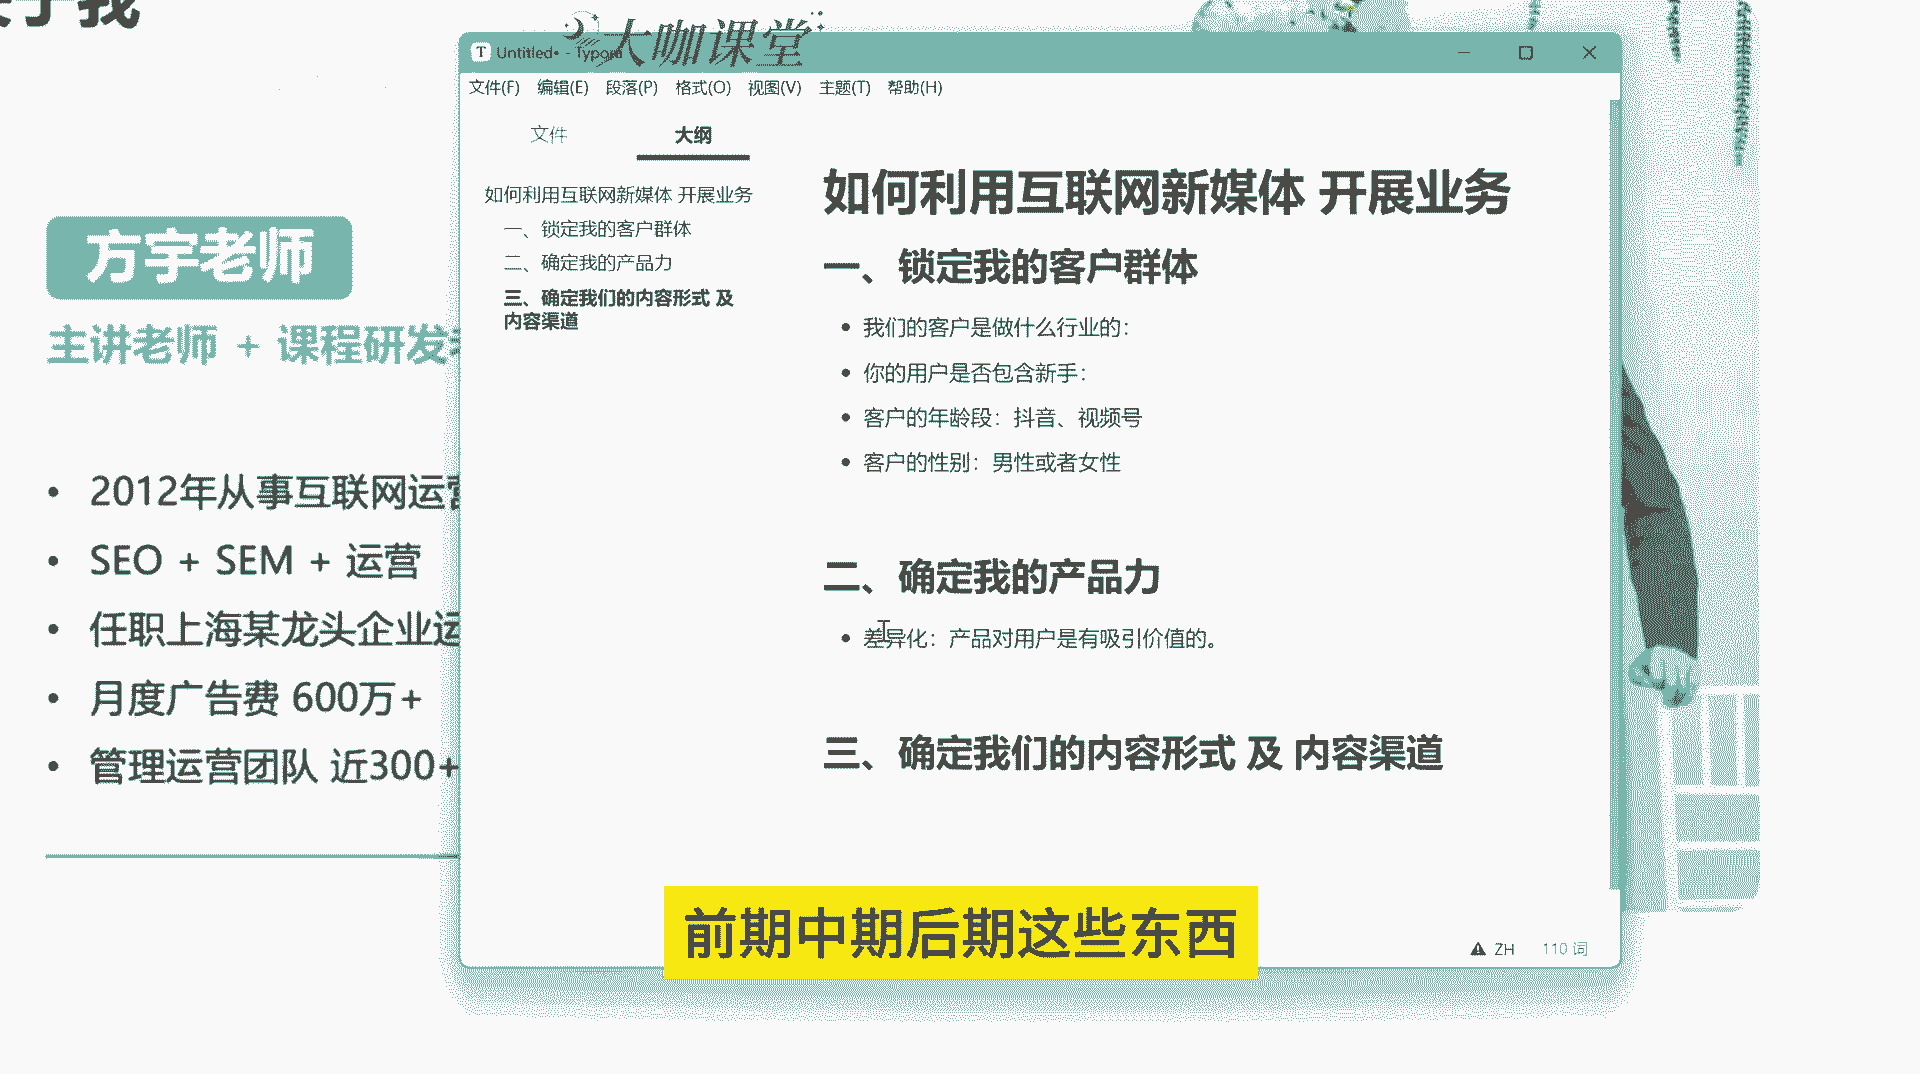 大咖课堂
方宇老师
主讲老师 + 课程研发
• 2012年从事互联网运营
• SEO + SEM + 运营
• 任职上海某龙头企业运
• 月度广告费 600万+
• 管理运营团队 近300+
Untitled• - Typora
文件(F) 编辑(E) 段落(P) 格式(O) 视图(V) 主题(T) 帮助(H)
文件 大纲
如何利用互联网新媒体 开展业务
一、锁定我的客户群体
二、确定我的产品力
三、确定我们的内容形式 及
内容渠道
如何利用互联网新媒体 开展业务
一、锁定我的客户群体
• 我们的客户是做什么行业的：
• 你的用户是否包含新手：
• 客户的年龄段：抖音、视频号
• 客户的性别：男性或者女性
二、确定我的产品力
• 差异化：产品对用户是有吸引价值的。
三、确定我们的内容形式 及 内容渠道
前期中期后期这些东西
ZH 110 词